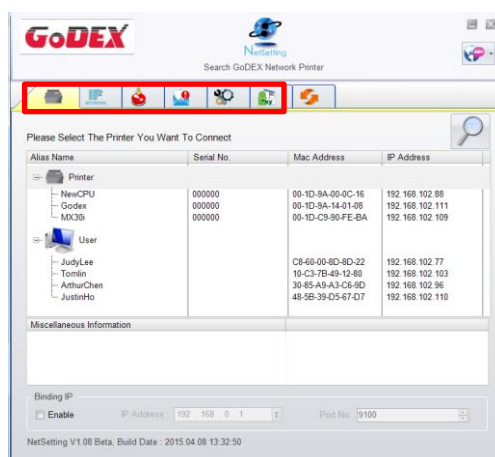 GODEX
NetSetting
Search GoDEX Network Printer
IP
NETWORK
Please Select The Printer You Want To Connect
Alias Name Serial No. Mac Address IP Address
Printer
NewCPU 000000 00-1D-9A-00-0C-16 192.168.102.88
Godex 000000 00-1D-9A-14-01-08 192.168.102.111
MX30i 000000 00-1D-C9-90-FE-BA 192.168.102.109
User
JudyLee C8-60-00-8D-8D-22 192.168.102.77
Tomlin 10-C3-7B-49-12-80 192.168.102.103
ArthurChen 30-85-A9-A3-C6-9D 192.168.102.96
JustinHo 48-5B-39-D5-67-D7 192.168.102.110
Miscellaneous Information
Binding IP
Enable IP Address : 192 . 168 . 0 . 1 Port No. 9100
NetSetting V1.08 Beta, Build Date : 2015.04.08 13:32:50